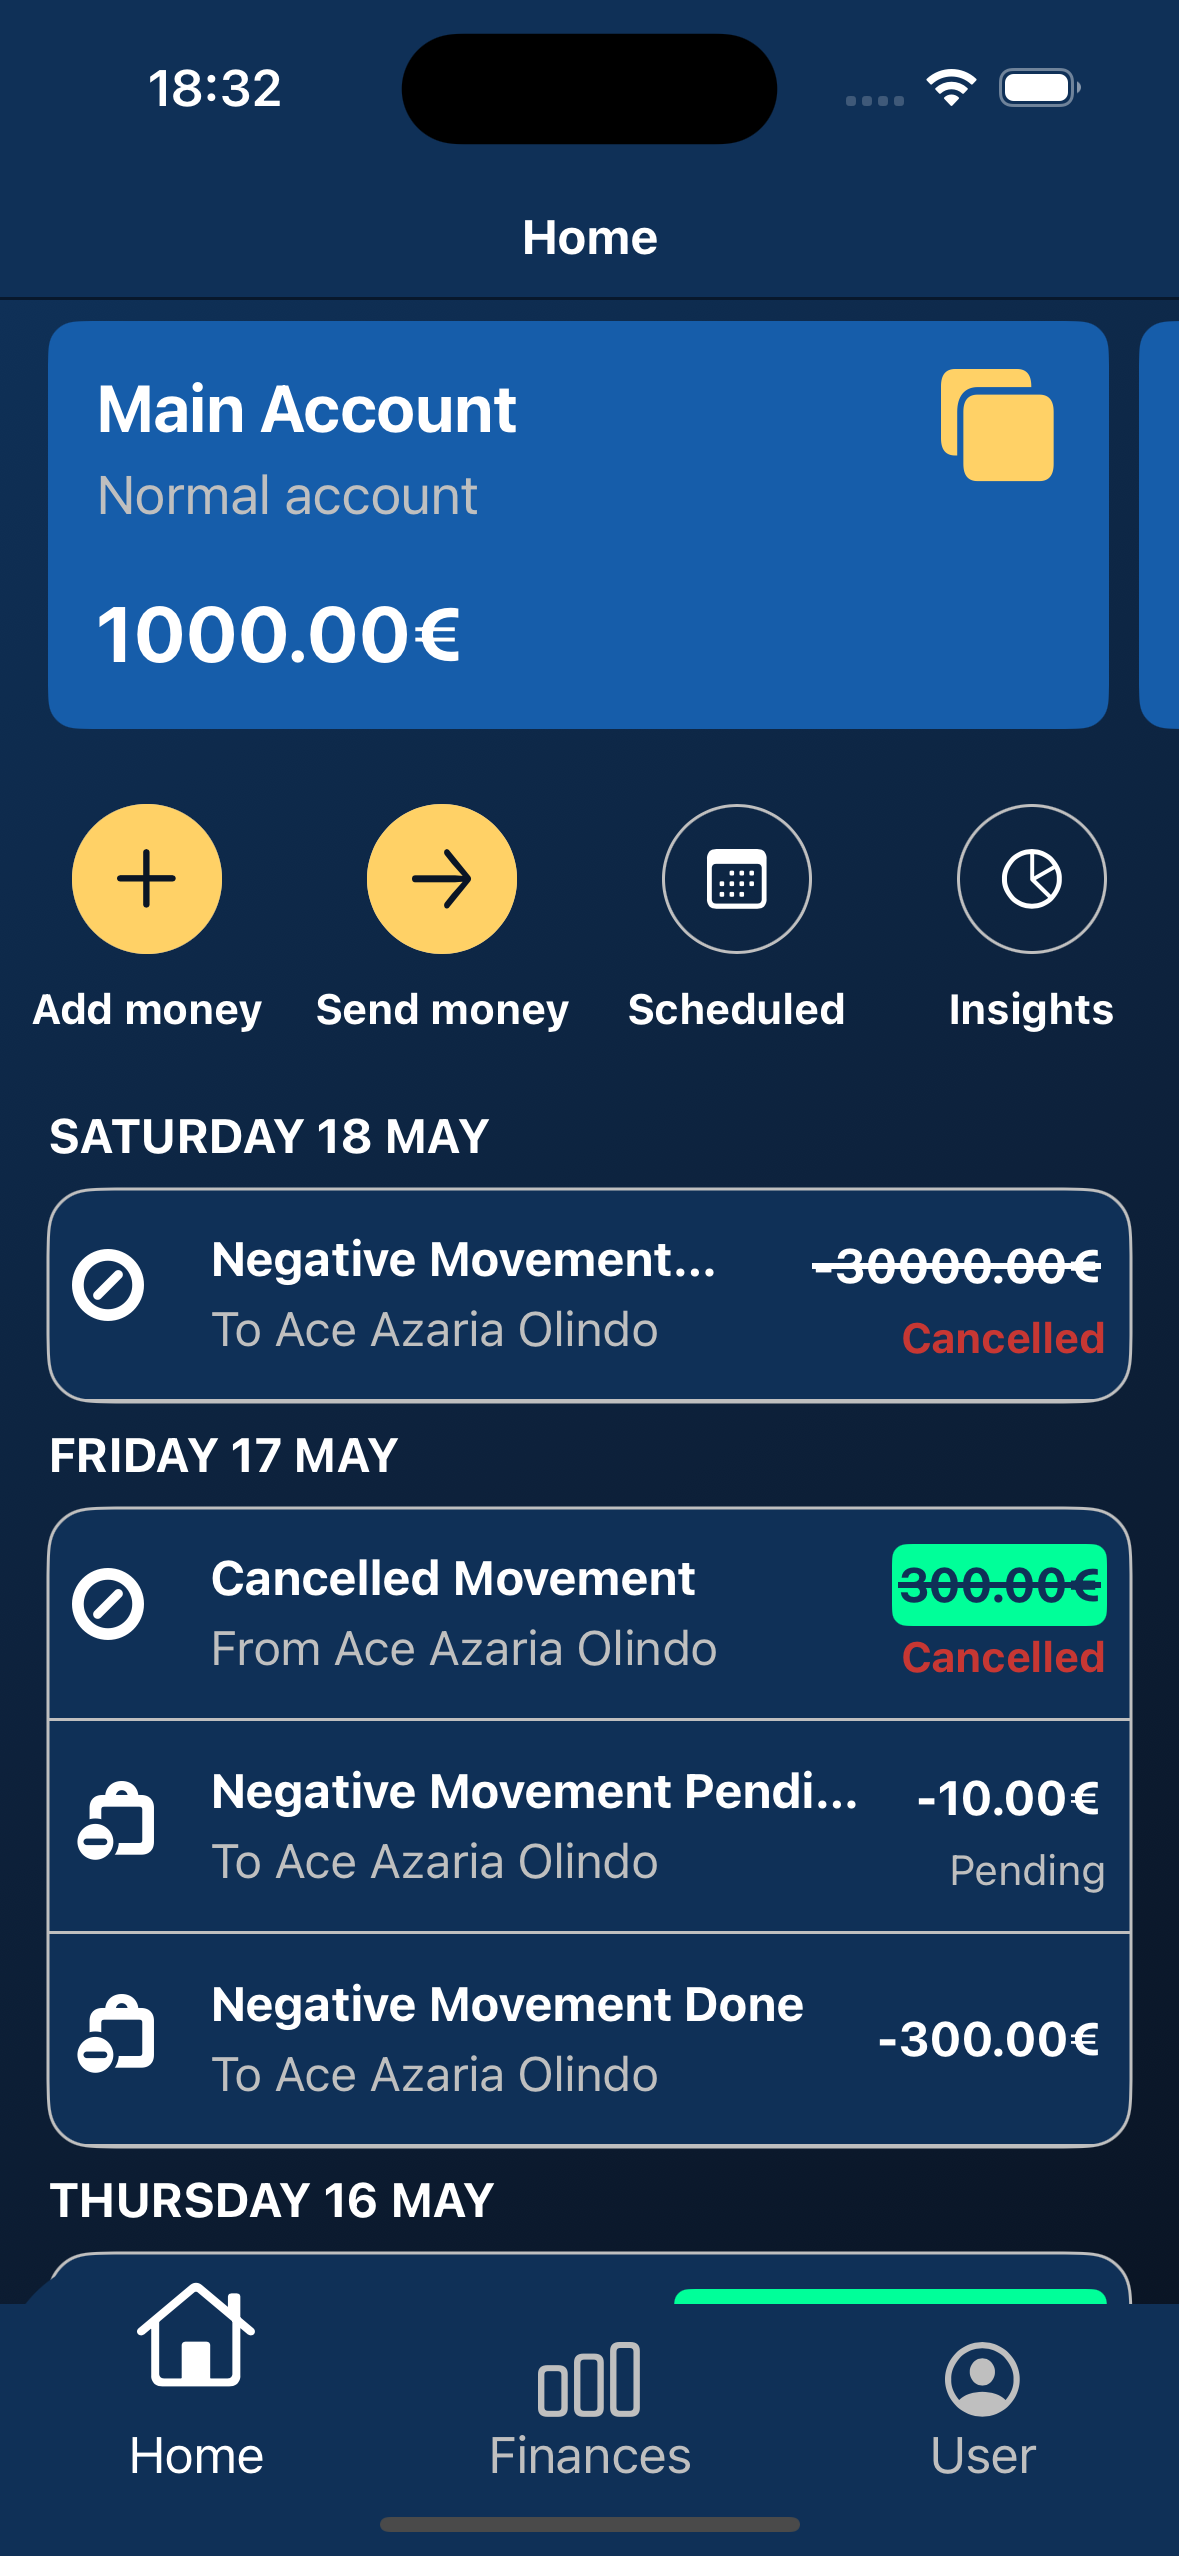 18:32
Home
Main Account
Normal account
1000.00€
Add money
Send money
Scheduled
Insights
SATURDAY 18 MAY
Negative Movement...
-30000.00€
To Ace Azaria Olindo
Cancelled
FRIDAY 17 MAY
Cancelled Movement
300.00€
From Ace Azaria Olindo
Cancelled
Negative Movement Pendi...
-10.00€
To Ace Azaria Olindo
Pending
Negative Movement Done
-300.00€
To Ace Azaria Olindo
THURSDAY 16 MAY
Home
Finances
User